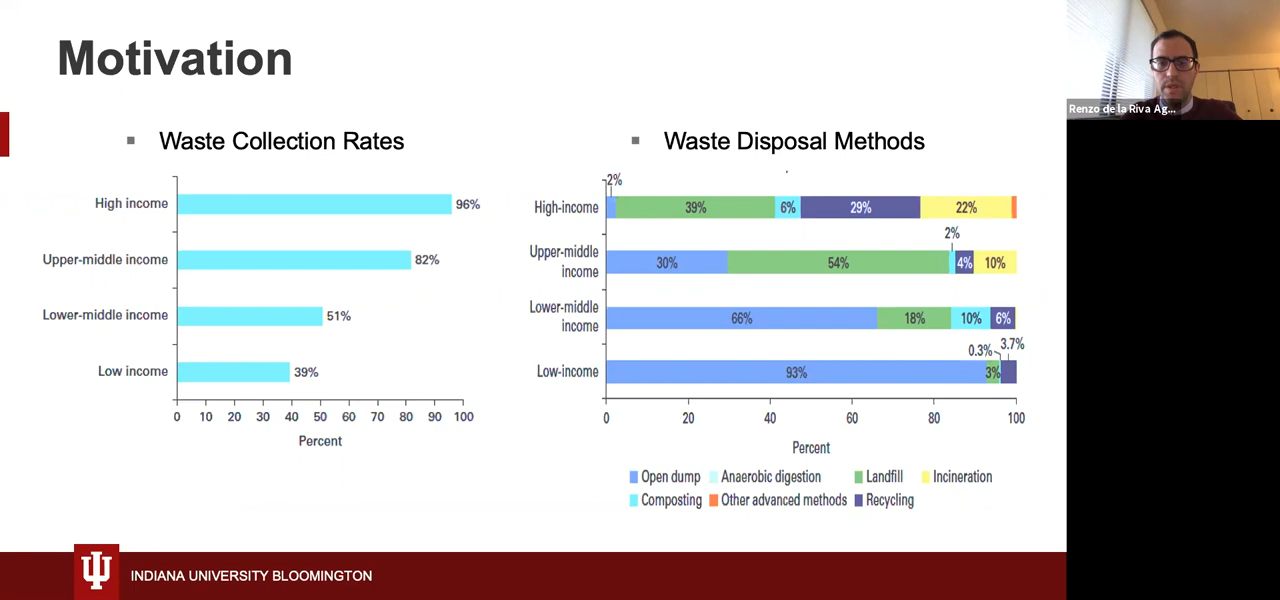 Motivation
Renzo de la Riva Ag...
▪ Waste Collection Rates
High income 96%
Upper-middle income 82%
Lower-middle income 51%
Low income 39%
0 10 20 30 40 50 60 70 80 90 100
Percent
▪ Waste Disposal Methods
2%
High-income 39% 6% 29% 22%
2%
Upper-middle
income 30% 54% 4% 10%
Lower-middle
income 66% 18% 10% 6%
0.3% 3.7%
Low-income 93% 3%
0 20 40 60 80 100
Percent
Open dump Anaerobic digestion Landfill Incineration
Composting Other advanced methods Recycling
INDIANA UNIVERSITY BLOOMINGTON